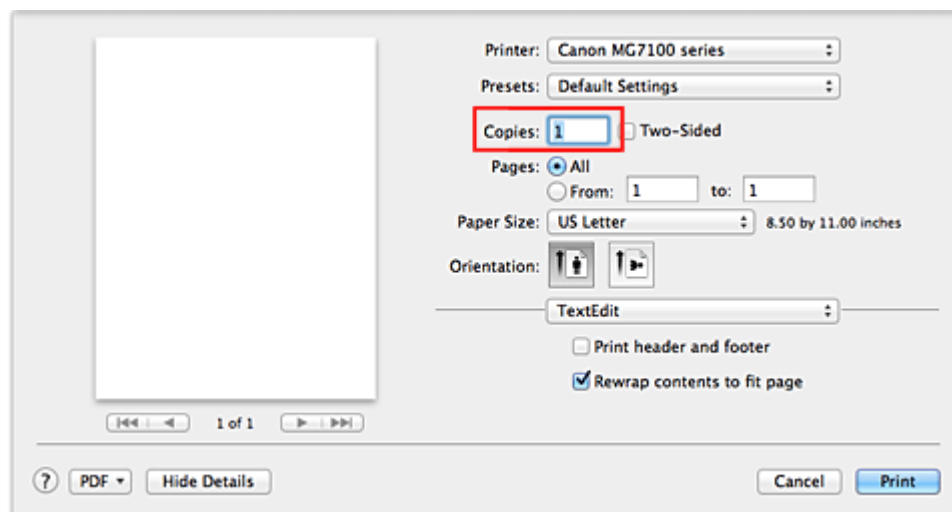 Printer: Canon MG7100 series
Presets: Default Settings
Copies: 1 Two-Sided
Pages: All
From: 1 to: 1
Paper Size: US Letter 8.50 by 11.00 inches
Orientation:
TextEdit
Print header and footer
Rewrap contents to fit page
1 of 1
? PDF Hide Details Cancel Print